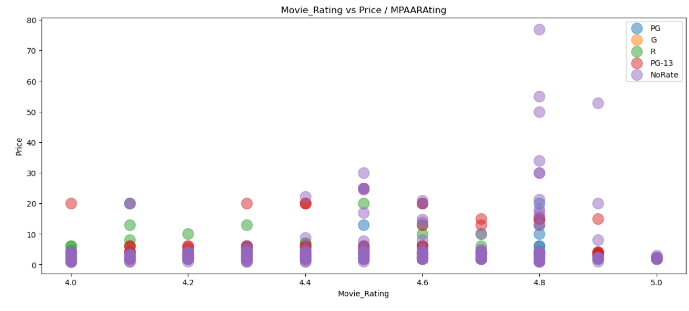 Movie_Rating vs Price / MPAARAting
80
70
60
50
40
30
20
10
0
Price
PG
G
R
PG-13
NoRate
4.0 4.2 4.4 4.6 4.8 5.0
Movie_Rating